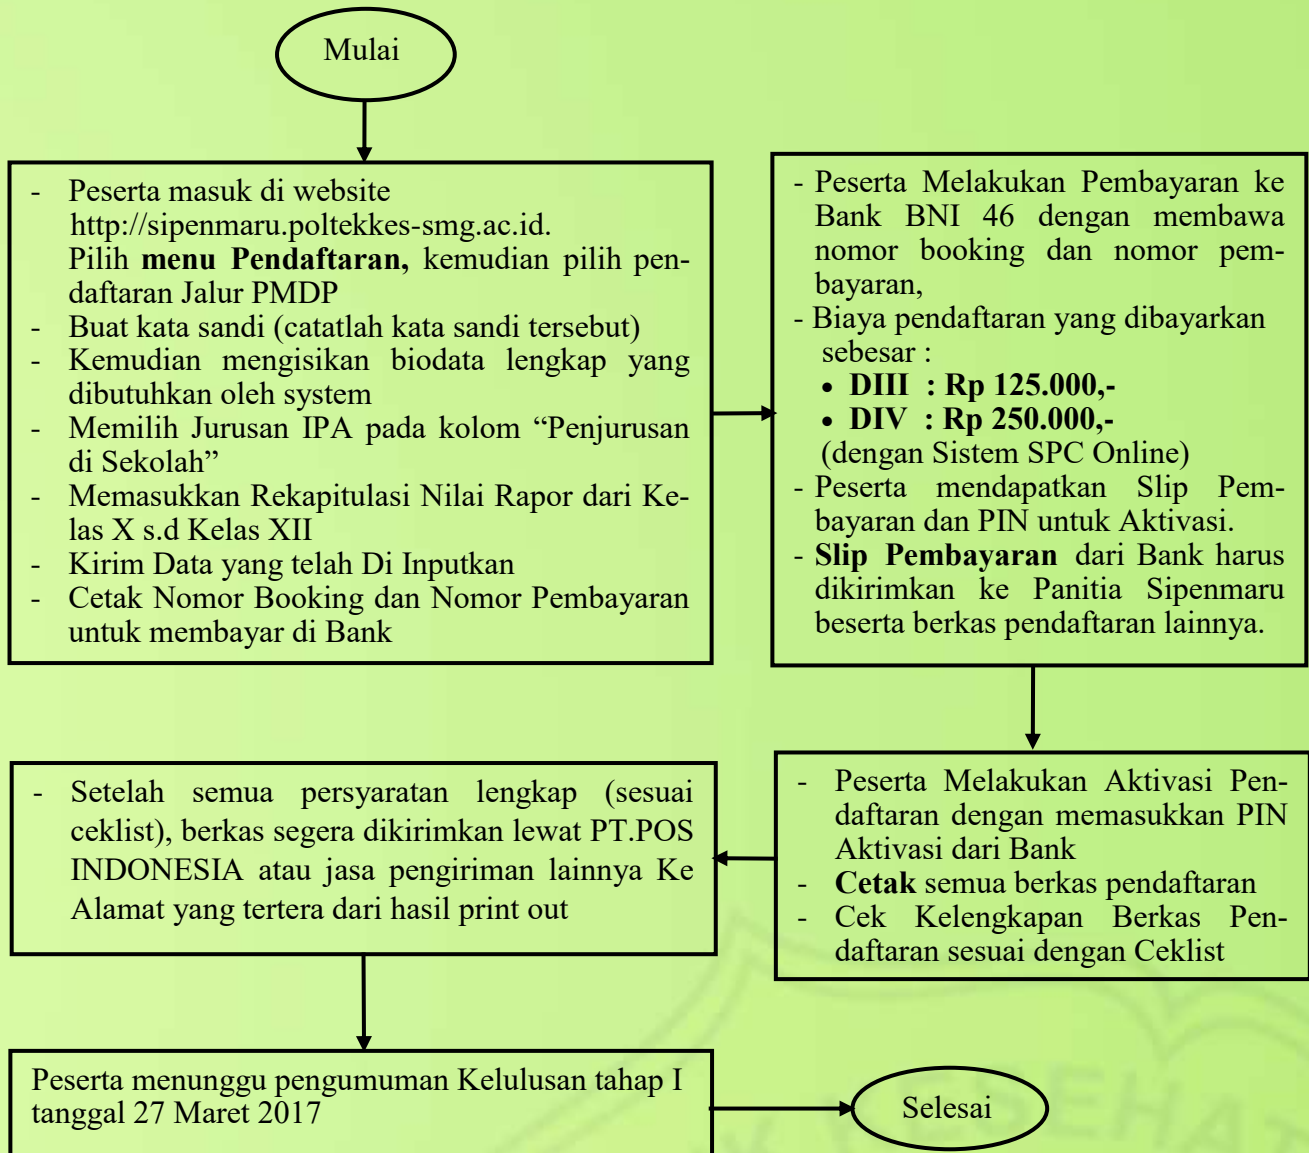 Mulai
- Peserta masuk di website
http://sipenmaru.poltekkes-smg.ac.id.
Pilih menu Pendaftaran, kemudian pilih pen-
daftaran Jalur PMDP
- Buat kata sandi (catatlah kata sandi tersebut)
- Kemudian mengisikan biodata lengkap yang
dibutuhkan oleh system
- Memilih Jurusan IPA pada kolom “Penjurusan
di Sekolah”
- Memasukkan Rekapitulasi Nilai Rapor dari Ke-
las X s.d Kelas XII
- Kirim Data yang telah Di Inputkan
- Cetak Nomor Booking dan Nomor Pembayaran
untuk membayar di Bank
- Peserta Melakukan Pembayaran ke
Bank BNI 46 dengan membawa
nomor booking dan nomor pem-
bayaran,
- Biaya pendaftaran yang dibayarkan
sebesar :
• DIII : Rp 125.000,-
• DIV : Rp 250.000,-
(dengan Sistem SPC Online)
- Peserta mendapatkan Slip Pem-
bayaran dan PIN untuk Aktivasi.
- Slip Pembayaran dari Bank harus
dikirimkan ke Panitia Sipenmaru
beserta berkas pendaftaran lainnya.
- Peserta Melakukan Aktivasi Pen-
daftaran dengan memasukkan PIN
Aktivasi dari Bank
- Cetak semua berkas pendaftaran
- Cek Kelengkapan Berkas Pen-
daftaran sesuai dengan Ceklist
- Setelah semua persyaratan lengkap (sesuai
ceklist), berkas segera dikirimkan lewat PT.POS
INDONESIA atau jasa pengiriman lainnya Ke
Alamat yang tertera dari hasil print out
Peserta menunggu pengumuman Kelulusan tahap I
tanggal 27 Maret 2017
Selesai